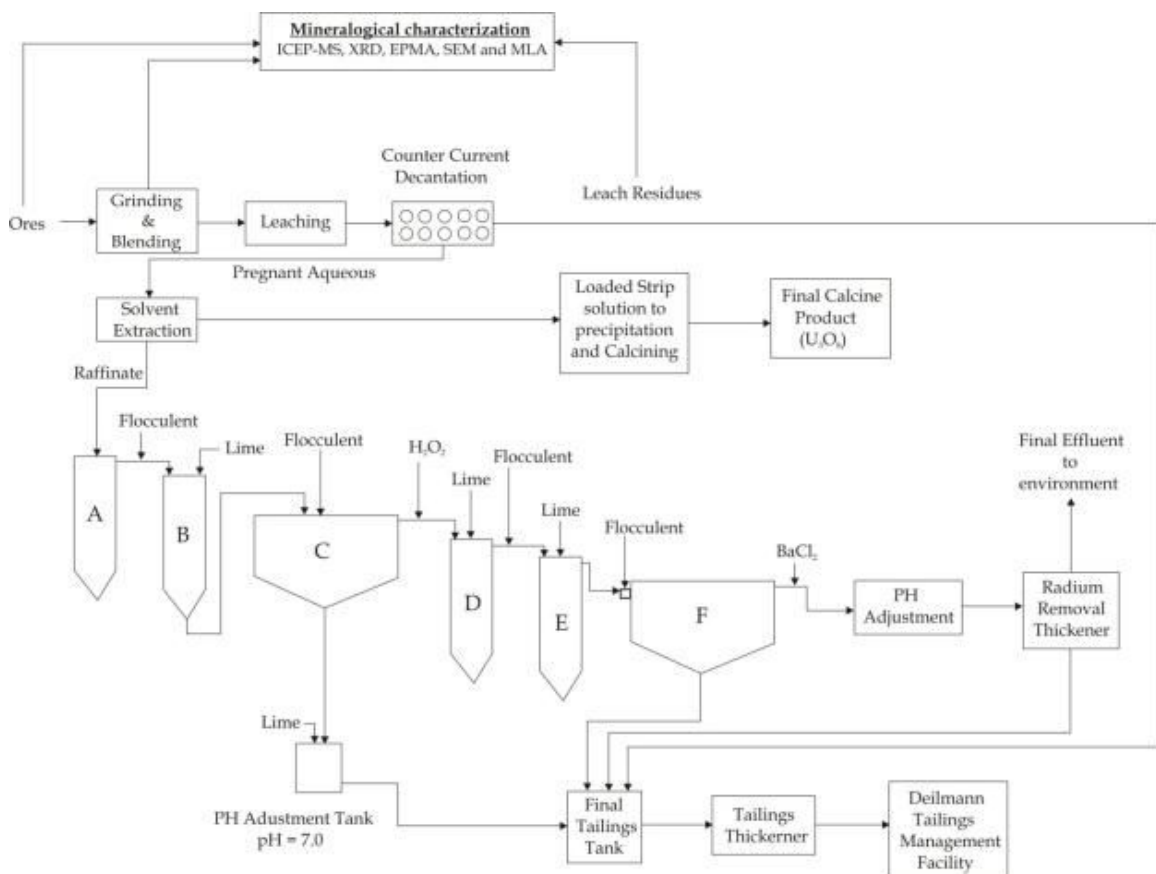 Mineralogical characterization
ICEP-MS, XRD, EPMA, SEM and MLA
Counter Current
Decantation
Leach Residues
Ores
Grinding
&
Blending
Leaching
Pregnant Aqueous
Solvent
Extraction
Loaded Strip
solution to
precipitation
and Calcining
Final Calcine
Product
(U₃O₈)
Raffinate
Flocculent
Lime
Flocculent
H₂O₂
Lime
Flocculent
Lime
Flocculent
BaCl₂
Final Effluent
to
environment
A
B
C
D
E
F
PH
Adjustment
Radium
Removal
Thickener
Lime
PH Adustment Tank
pH = 7.0
Final
Tailings
Tank
Tailings
Thickerner
Deilmann
Tailings
Management
Facility